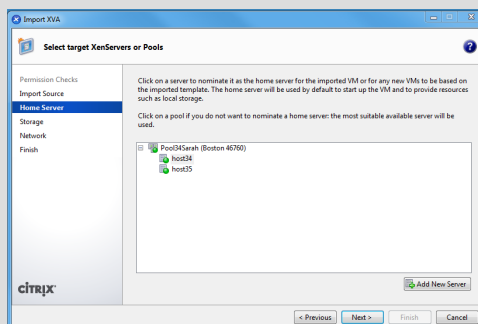 Import XVA
Select target XenServers or Pools
Permission Checks
Import Source
Home Server
Storage
Network
Finish
Click on a server to nominate it as the home server for the imported VM or for any new VMs to be based on
the imported template. The home server will be used by default to start up the VM and to provide resources
such as local storage.
Click on a pool if you do not want to nominate a home server: the most suitable available server will be
used.
Pool34Sarah (Boston 46760)
host34
host35
CITRIX
Add New Server
< Previous
Next >
Finish
Cancel